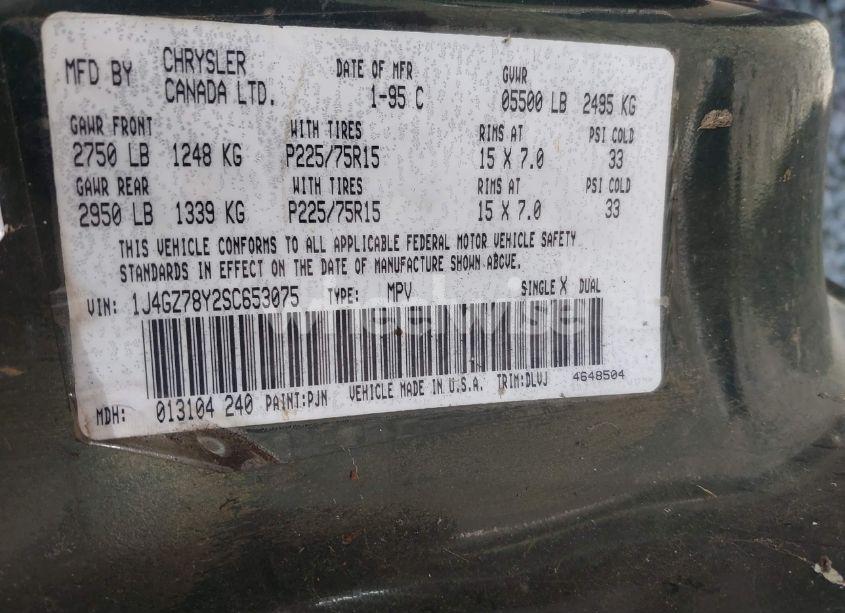 MFD BY CHRYSLER CANADA LTD. DATE OF MFR 1-95 C GVWR 05500 LB 2495 KG
GAWR FRONT WITH TIRES RIMS AT PSI COLD
2750 LB 1248 KG P225/75R15 15 X 7.0 33
GAWR REAR WITH TIRES RIMS AT PSI COLD
2950 LB 1339 KG P225/75R15 15 X 7.0 33
THIS VEHICLE CONFORMS TO ALL APPLICABLE FEDERAL MOTOR VEHICLE SAFETY
STANDARDS IN EFFECT ON THE DATE OF MANUFACTURE SHOWN ABOVE.
VIN: 1J4GZ78Y2SC653075 TYPE: MPV SINGLE X DUAL
wheelwise
MDH: 013104 240 PAINT:PJN VEHICLE MADE IN U.S.A. TRIM:DLVJ 4648504